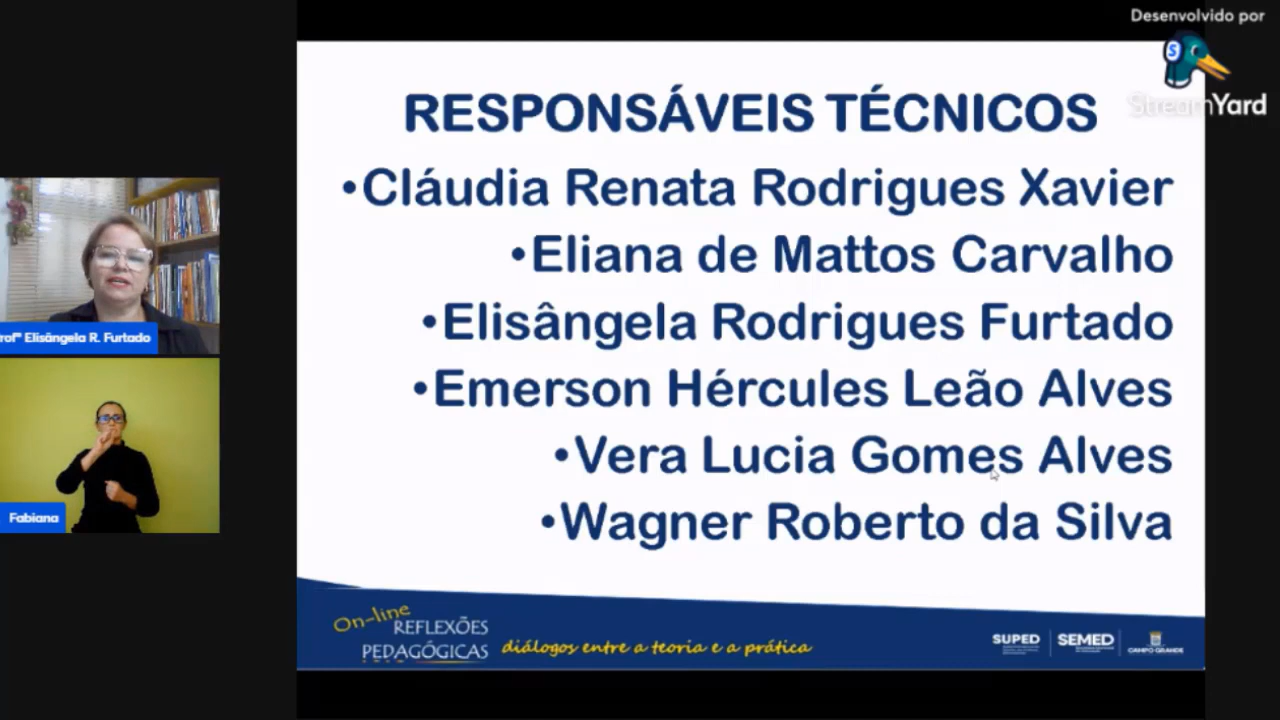 Desenvolvido por
StreamYard
RESPONSÁVEIS TÉCNICOS
•Cláudia Renata Rodrigues Xavier
•Eliana de Mattos Carvalho
•Elisângela Rodrigues Furtado
•Emerson Hércules Leão Alves
•Vera Lucia Gomes Alves
•Wagner Roberto da Silva
rofª Elisângela R. Furtado
Fabiana
On-line
REFLEXÕES
PEDAGÓGICAS
diálogos entre a teoria e a prática
SUPED
SEMED
CAMPO GRANDE